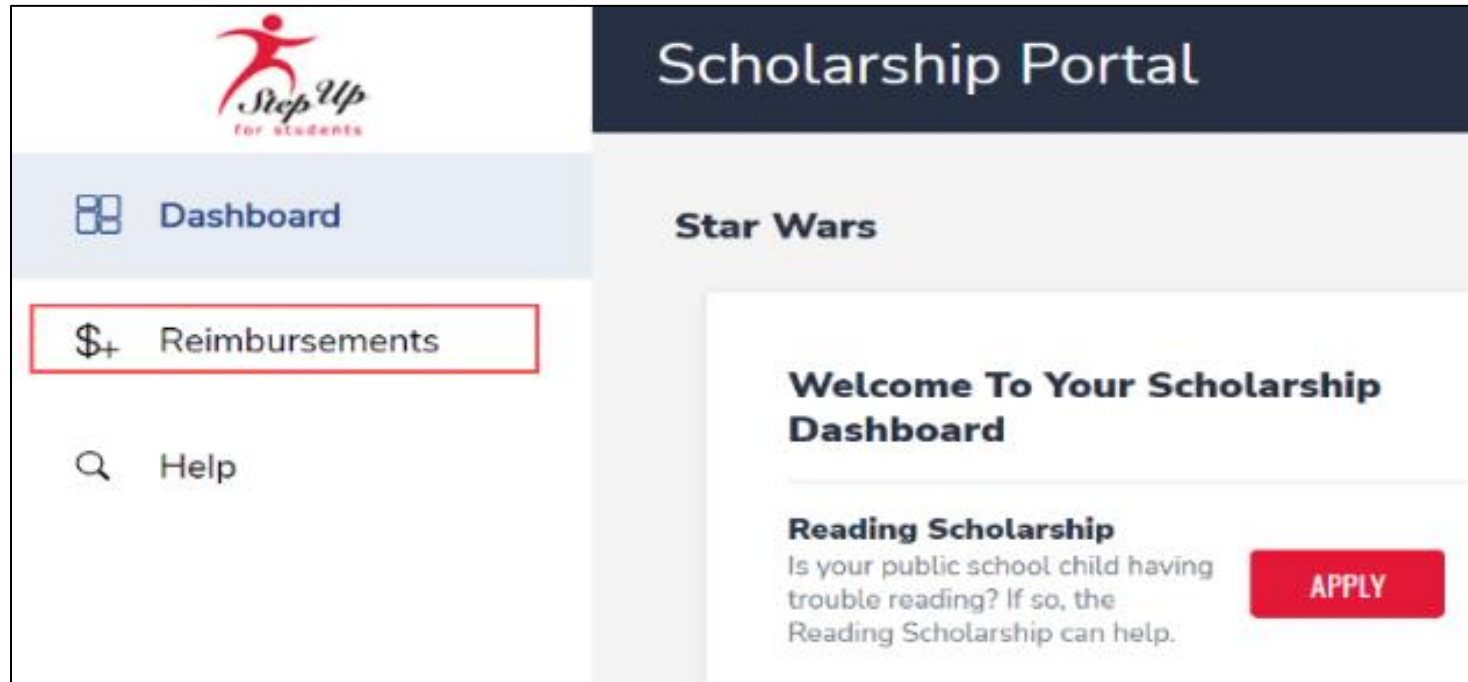 Step Up
for students
Scholarship Portal
Dashboard
Reimbursements
Help
Star Wars
Welcome To Your Scholarship
Dashboard
Reading Scholarship
Is your public school child having
trouble reading? If so, the
Reading Scholarship can help.
APPLY